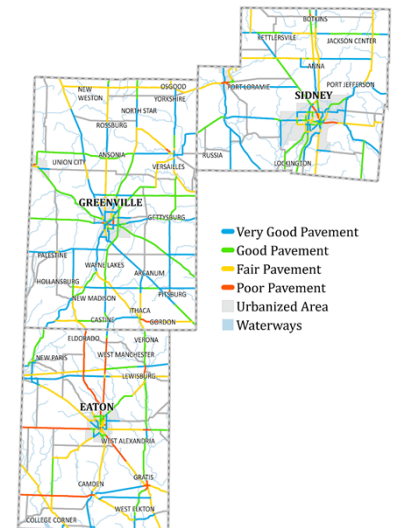 BOTKINS
KETTLERSVILE
JACKSON CENTER
ANNA
PORT LORAMIE
PORT JEFFERSON
SIDNEY
RUSSIA
LOCKINGTON
NEW
WESTON
OSGOOD
YORKSHIRE
NORTH STAR
ROSSBURG
ANSONIA
UNION CITY
VERSAILLES
GREENVILLE
GETTYSBURG
PALESTINE
WAYNE LAKES
ARCANUM
HOLLANSBURG
PITSBURG
NEW MADISON
ITHACA
CASTINE
GORDON
Very Good Pavement
Good Pavement
Fair Pavement
Poor Pavement
Urbanized Area
Waterways
ELDORADO
VERONA
NEW PARIS
WEST MANCHESTER
LEWISBURG
EATON
WEST ALEXANDRIA
GRATIS
CAMDEN
WEST ELKTON
COLLEGE CORNER